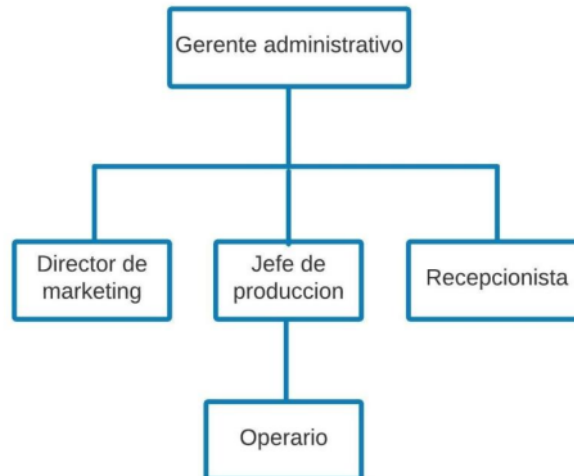 Gerente administrativo
Director de
marketing
Jefe de
produccion
Recepcionista
Operario